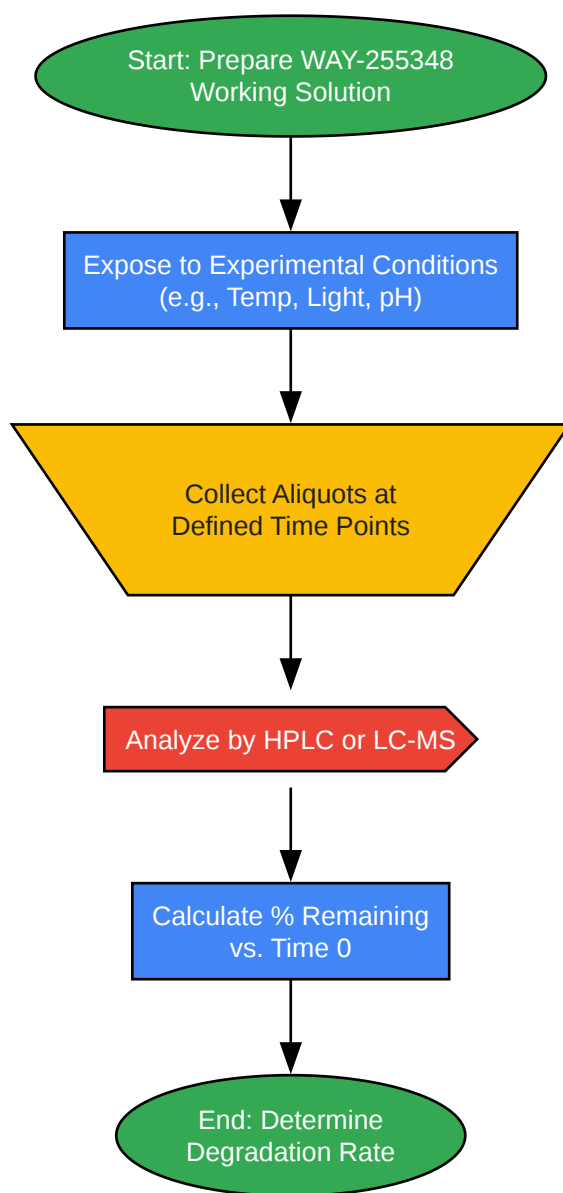 Start: Prepare WAY-255348
Working Solution
Expose to Experimental Conditions
(e.g., Temp, Light, pH)
Collect Aliquots at
Defined Time Points
Analyze by HPLC or LC-MS
Calculate % Remaining
vs. Time 0
End: Determine
Degradation Rate